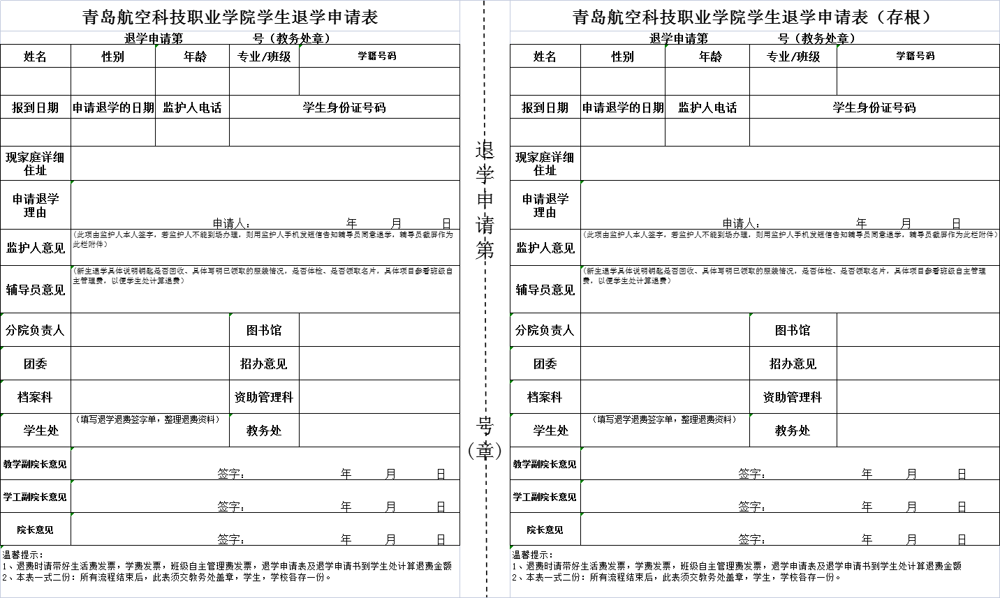 青岛航空科技职业学院学生退学申请表
退学申请第 号（教务处章）
姓名 性别 年龄 专业/班级 学籍号码
报到日期 申请退学的日期 监护人电话 学生身份证号码
现家庭详细
住址
申请退学
理由
申请人： 年 月 日
监护人意见
（此项由监护人本人签字，若监护人不能到场办理，则用监护人手机发短信告知辅导员同意退学，辅导员截屏作为
此栏附件）
辅导员意见
（新生退学具体说明钥匙是否回收、具体写明已领取的服装情况，是否体检、是否领取名片，具体项目参看班级自
主管理费，以便学生处计算退费）
分院负责人 图书馆
团委 招办意见
档案科 资助管理科
学生处 （填写退学退费签字单，整理退费资料） 教务处
教学副院长意见 签字： 年 月 日
学工副院长意见 签字： 年 月 日
院长意见 签字： 年 月 日
温馨提示：
1、退费时请带好生活费发票，学费发票，班级自主管理费发票，退学申请表及退学申请书到学生处计算退费金额
2、本表一式二份：所有流程结束后，此表须交教务处盖章，学生，学校各存一份。
退
学
申
请
第
号
（章）
青岛航空科技职业学院学生退学申请表（存根）
退学申请第 号（教务处章）
姓名 性别 年龄 专业/班级 学籍号码
报到日期 申请退学的日期 监护人电话 学生身份证号码
现家庭详细
住址
申请退学
理由
申请人： 年 月 日
监护人意见
（此项由监护人本人签字，若监护人不能到场办理，则用监护人手机发短信告知辅导员同意退学，辅导员截屏作为此栏附件）
辅导员意见
（新生退学具体说明钥匙是否回收、具体写明已领取的服装情况，是否体检、是否领取名片，具体项目参看班级自主管理
费，以便学生处计算退费）
分院负责人 图书馆
团委 招办意见
档案科 资助管理科
学生处 （填写退学退费签字单，整理退费资料） 教务处
教学副院长意见 签字： 年 月 日
学工副院长意见 签字： 年 月 日
院长意见 签字： 年 月 日
温馨提示：
1、退费时请带好生活费发票，学费发票，班级自主管理费发票，退学申请表及退学申请书到学生处计算退费金额
2、本表一式二份：所有流程结束后，此表须交教务处盖章，学生，学校各存一份。